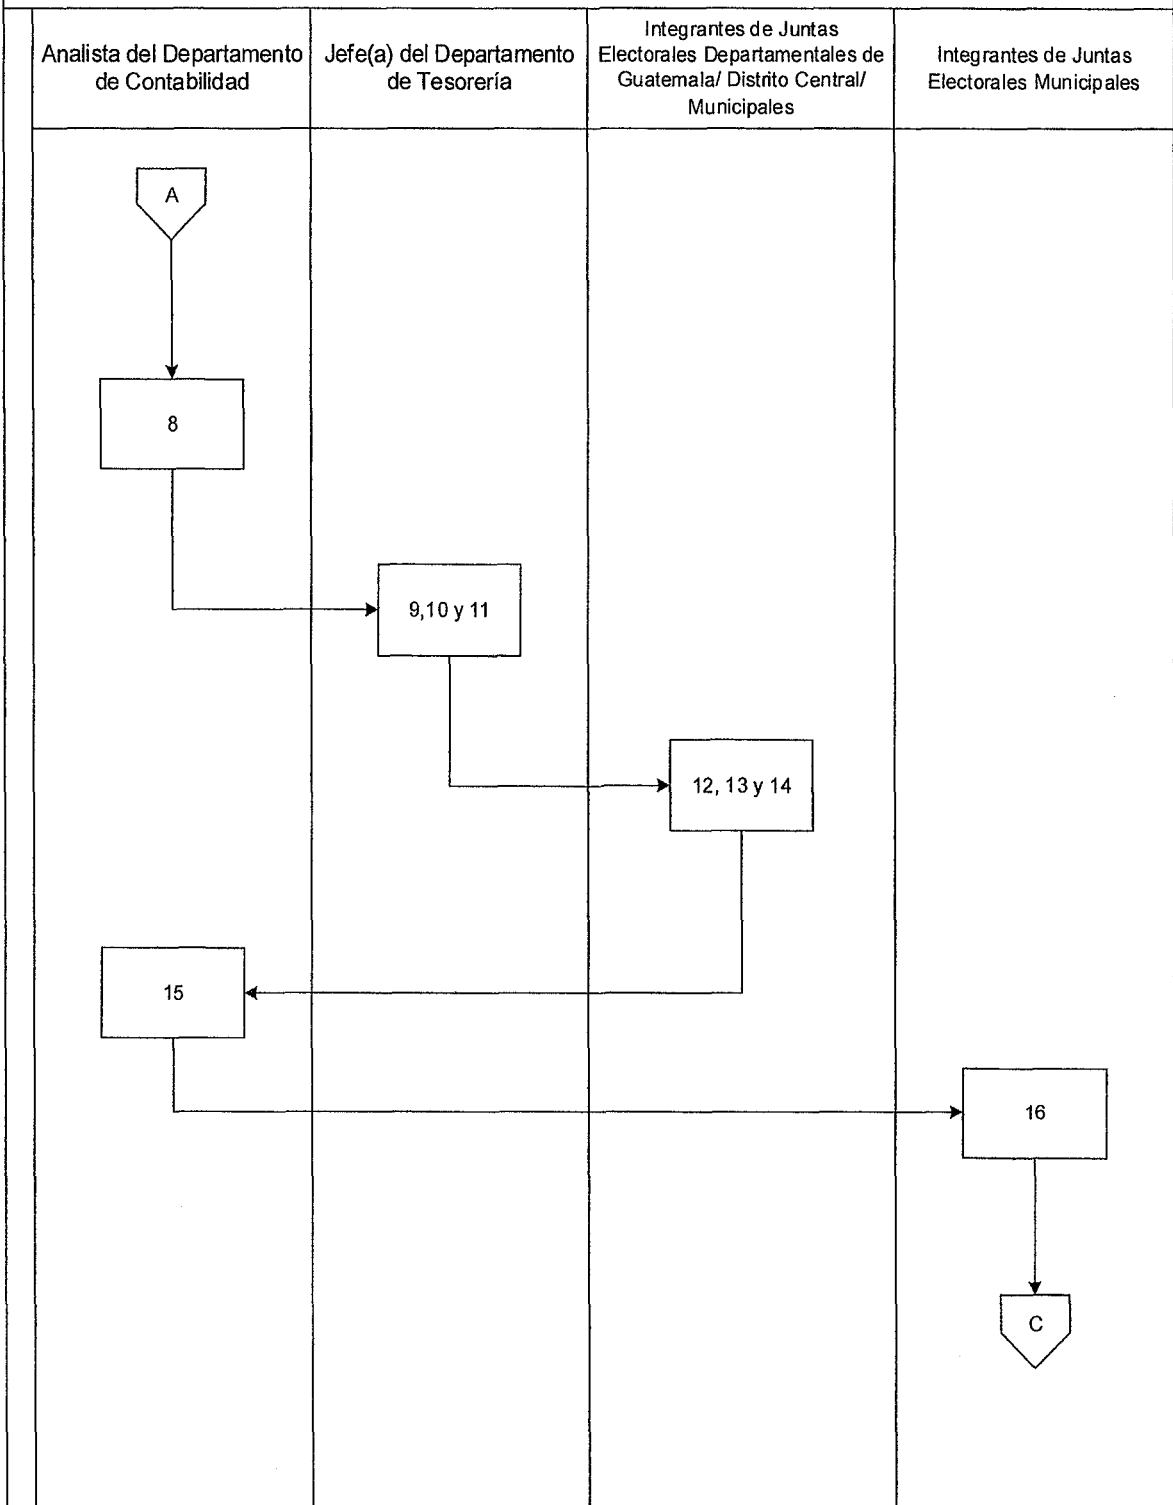 Analista del Departamento
de Contabilidad
Jefe(a) del Departamento
de Tesorería
Integrantes de Juntas
Electorales Departamentales de
Guatemala/ Distrito Central/
Municipales
Integrantes de Juntas
Electorales Municipales
A
8
9,10 y 11
12, 13 y 14
15
16
C